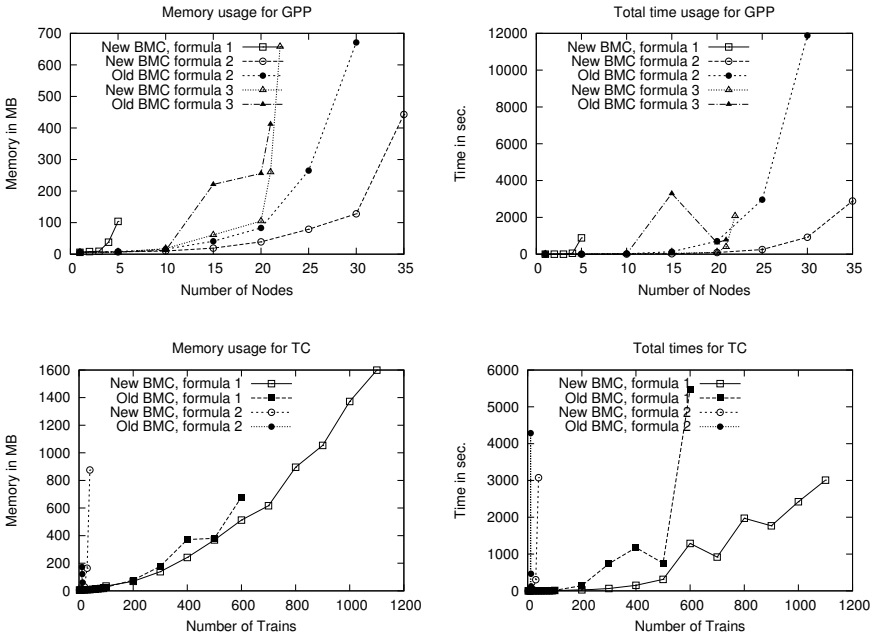 Memory usage for GPP
Memory in MB
700
600
500
400
300
200
100
0
New BMC, formula 1
New BMC formula 2
Old BMC formula 2
New BMC formula 3
Old BMC formula 3
0 5 10 15 20 25 30 35
Number of Nodes
Total time usage for GPP
Time in sec.
12000
10000
8000
6000
4000
2000
0
New BMC, formula 1
New BMC formula 2
Old BMC formula 2
New BMC formula 3
Old BMC formula 3
0 5 10 15 20 25 30 35
Number of Nodes
Memory usage for TC
Memory in MB
1600
1400
1200
1000
800
600
400
200
0
New BMC, formula 1
Old BMC, formula 1
New BMC, formula 2
Old BMC, formula 2
0 200 400 600 800 1000 1200
Number of Trains
Total times for TC
Time in sec.
6000
5000
4000
3000
2000
1000
0
New BMC, formula 1
Old BMC, formula 1
New BMC, formula 2
Old BMC, formula 2
0 200 400 600 800 1000 1200
Number of Trains